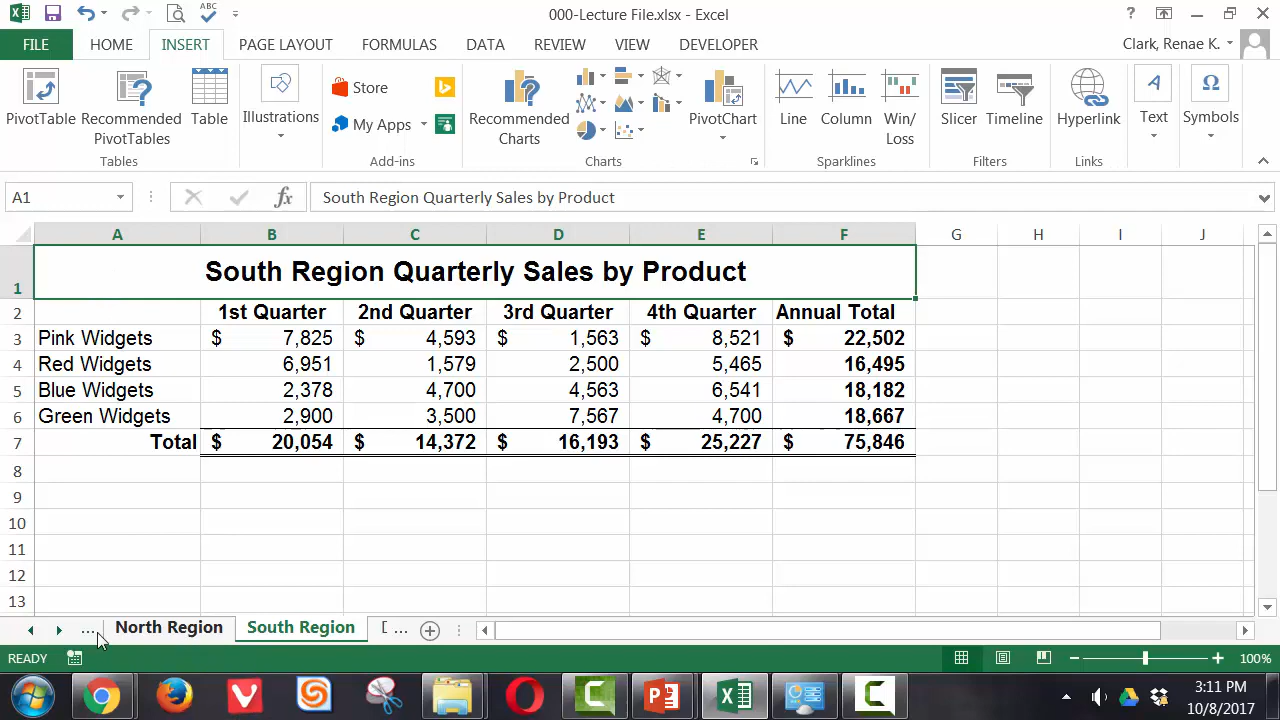 000-Lecture File.xlsx - Excel
?
FILE HOME INSERT PAGE LAYOUT FORMULAS DATA REVIEW VIEW DEVELOPER Clark, Renae K.
PivotTable Recommended PivotTables Table
Tables
Illustrations
Store
My Apps
Add-ins
Recommended Charts
PivotChart
Charts
Line Column Win/Loss
Sparklines
Slicer Timeline
Filters
Hyperlink
Links
A
Text
Ω
Symbols
A1 fx South Region Quarterly Sales by Product
A B C D E F G H I J
1 South Region Quarterly Sales by Product
2 1st Quarter 2nd Quarter 3rd Quarter 4th Quarter Annual Total
3 Pink Widgets $ 7,825 $ 4,593 $ 1,563 $ 8,521 $ 22,502
4 Red Widgets 6,951 1,579 2,500 5,465 16,495
5 Blue Widgets 2,378 4,700 4,563 6,541 18,182
6 Green Widgets 2,900 3,500 7,567 4,700 18,667
7 Total $ 20,054 $ 14,372 $ 16,193 $ 25,227 $ 75,846
8
9
10
11
12
13
... North Region South Region ...
READY 100%
3:11 PM
10/8/2017